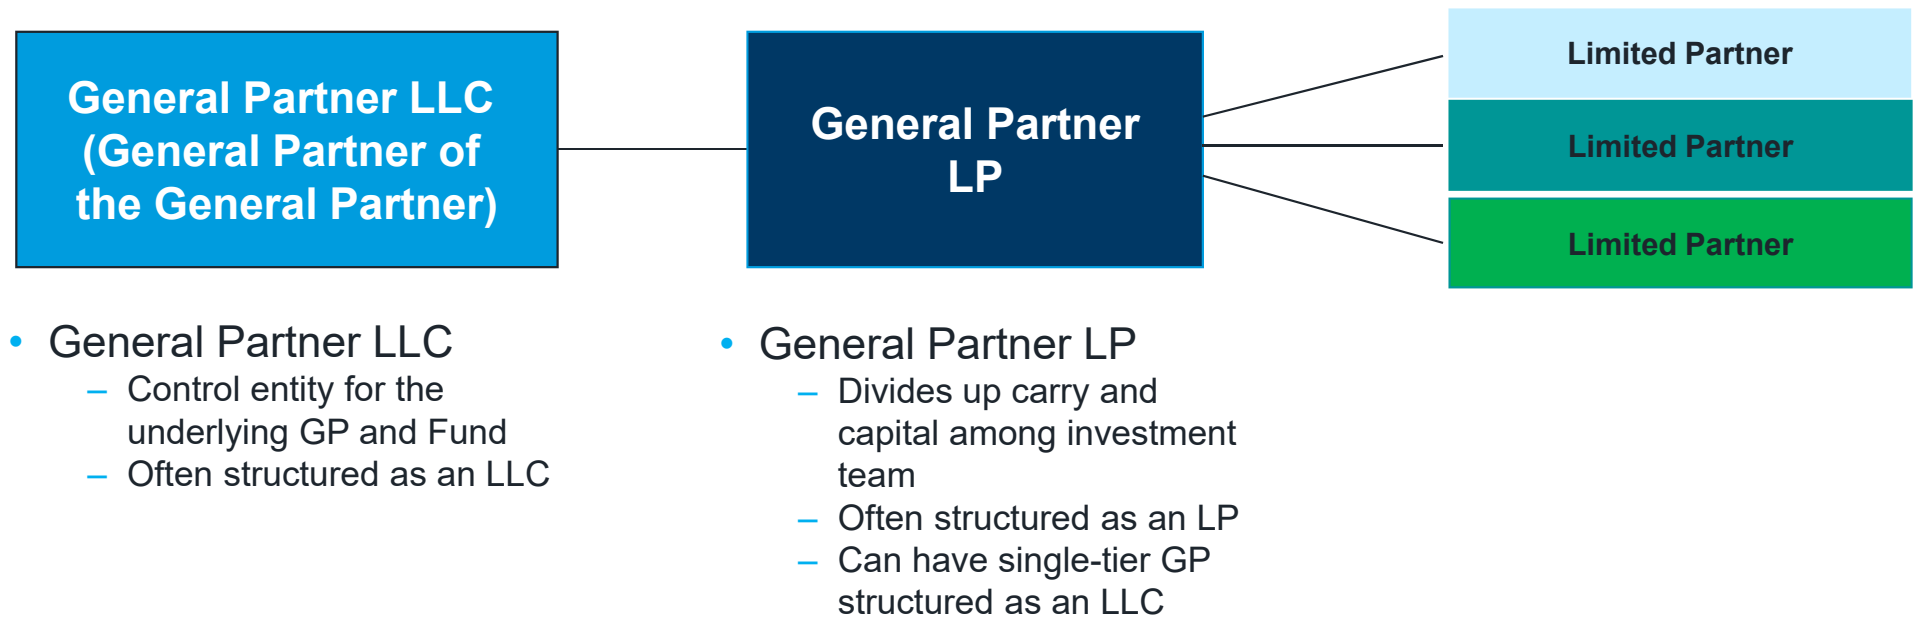 General Partner LLC
(General Partner of
the General Partner)
General Partner
LP
Limited Partner
Limited Partner
Limited Partner
• General Partner LLC
– Control entity for the
underlying GP and Fund
– Often structured as an LLC
• General Partner LP
– Divides up carry and
capital among investment
team
– Often structured as an LP
– Can have single-tier GP
structured as an LLC